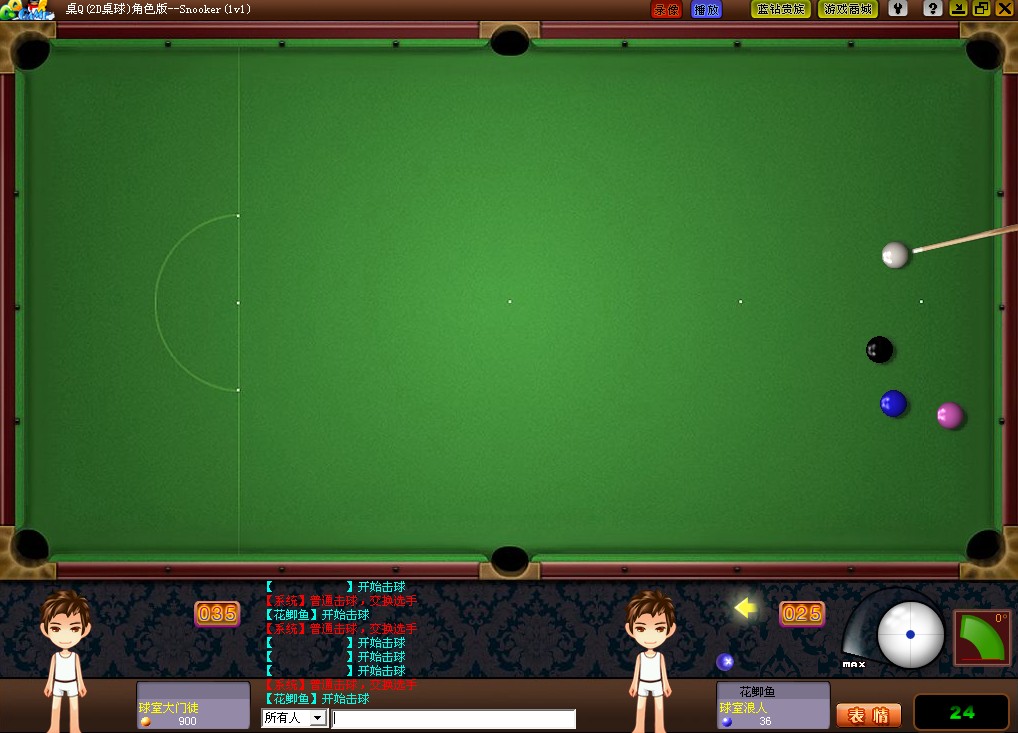 桌Q(2D桌球)角色版--Snooker(1v1)
录像 播放 蓝钻贵族 游戏商城 ?
035
025
【 】开始击球
【系统】普通击球，交换选手
【花鲫鱼】开始击球
【系统】普通击球，交换选手
【 】开始击球
【 】开始击球
【 】开始击球
【系统】普通击球，交换选手
【花鲫鱼】开始击球
所有人
球室大门徒
900
花鲫鱼
球室浪人
36
MAX
0°
表情
24